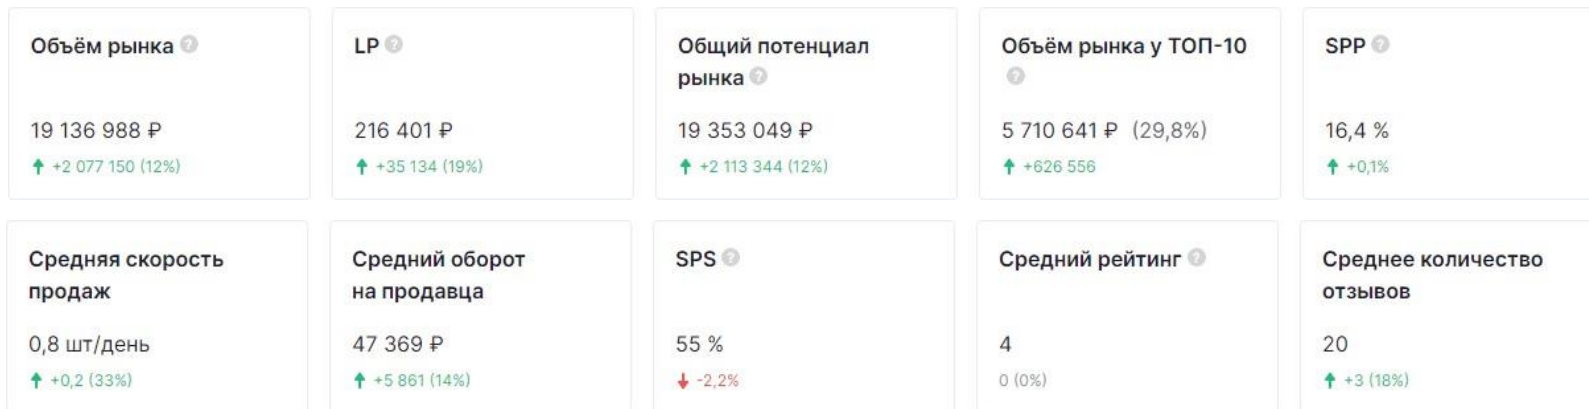 Объём рынка ?
19 136 988 ₽
+2 077 150 (12%)
LP ?
216 401 ₽
+35 134 (19%)
Общий потенциал
рынка ?
19 353 049 ₽
+2 113 344 (12%)
Объём рынка у ТОП-10
?
5 710 641 ₽ (29,8%)
+626 556
SPP ?
16,4 %
+0,1%
Средняя скорость
продаж
0,8 шт/день
+0,2 (33%)
Средний оборот
на продавца
47 369 ₽
+5 861 (14%)
SPS ?
55 %
-2,2%
Средний рейтинг ?
4
0 (0%)
Среднее количество
отзывов
20
+3 (18%)